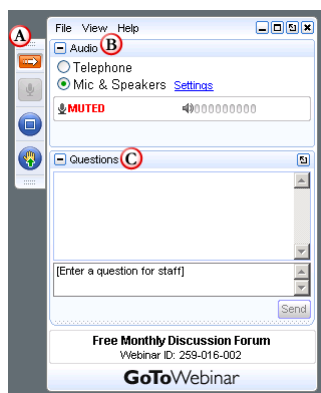 A
File View Help
Audio B
Telephone
Mic & Speakers Settings
MUTED 000000000
Questions C
[Enter a question for staff]
Send
Free Monthly Discussion Forum
Webinar ID: 259-016-002
GoToWebinar